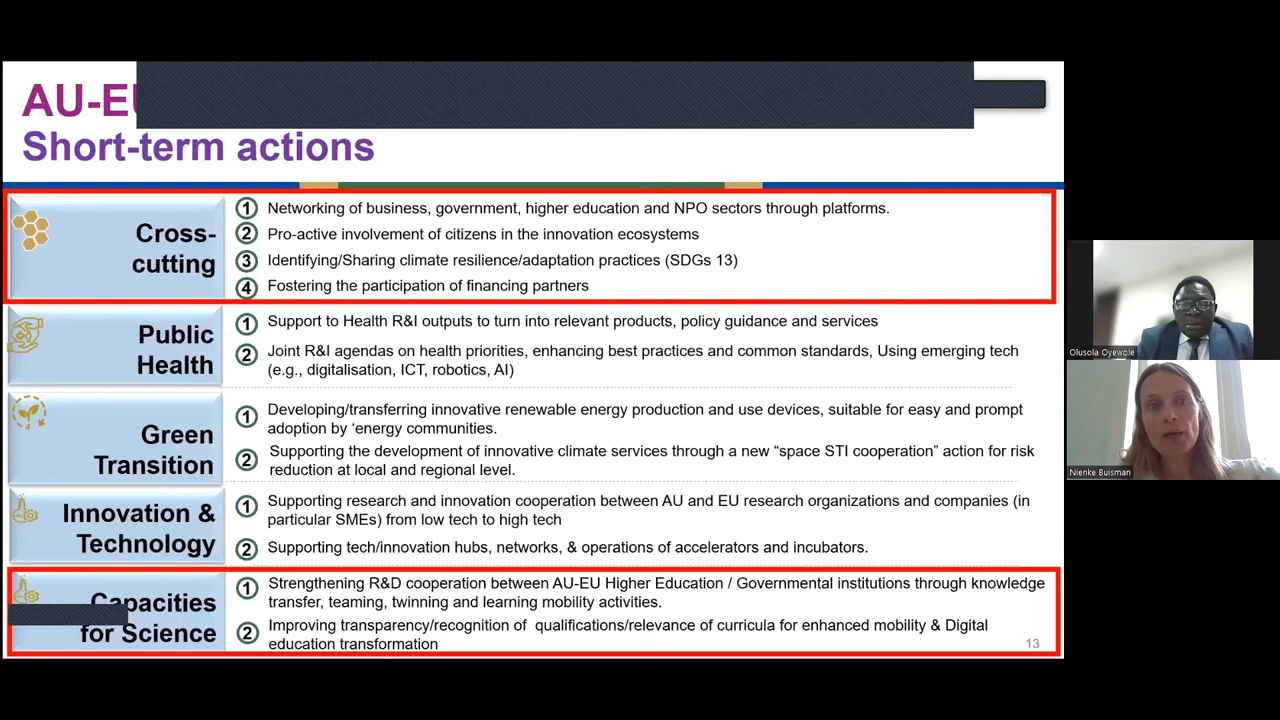 AU-EU
Short-term actions
Cross-
cutting
1 Networking of business, government, higher education and NPO sectors through platforms.
2 Pro-active involvement of citizens in the innovation ecosystems
3 Identifying/Sharing climate resilience/adaptation practices (SDGs 13)
4 Fostering the participation of financing partners
Public
Health
1 Support to Health R&I outputs to turn into relevant products, policy guidance and services
2 Joint R&I agendas on health priorities, enhancing best practices and common standards, Using emerging tech
(e.g., digitalisation, ICT, robotics, AI)
Green
Transition
1 Developing/transferring innovative renewable energy production and use devices, suitable for easy and prompt
adoption by ‘energy communities.
2 Supporting the development of innovative climate services through a new “space STI cooperation” action for risk
reduction at local and regional level.
Innovation &
Technology
1 Supporting research and innovation cooperation between AU and EU research organizations and companies (in
particular SMEs) from low tech to high tech
2 Supporting tech/innovation hubs, networks, & operations of accelerators and incubators.
Capacities
for Science
1 Strengthening R&D cooperation between AU-EU Higher Education / Governmental institutions through knowledge
transfer, teaming, twinning and learning mobility activities.
2 Improving transparency/recognition of qualifications/relevance of curricula for enhanced mobility & Digital
education transformation
13
Olusola Oyewole
Nienke Buisman